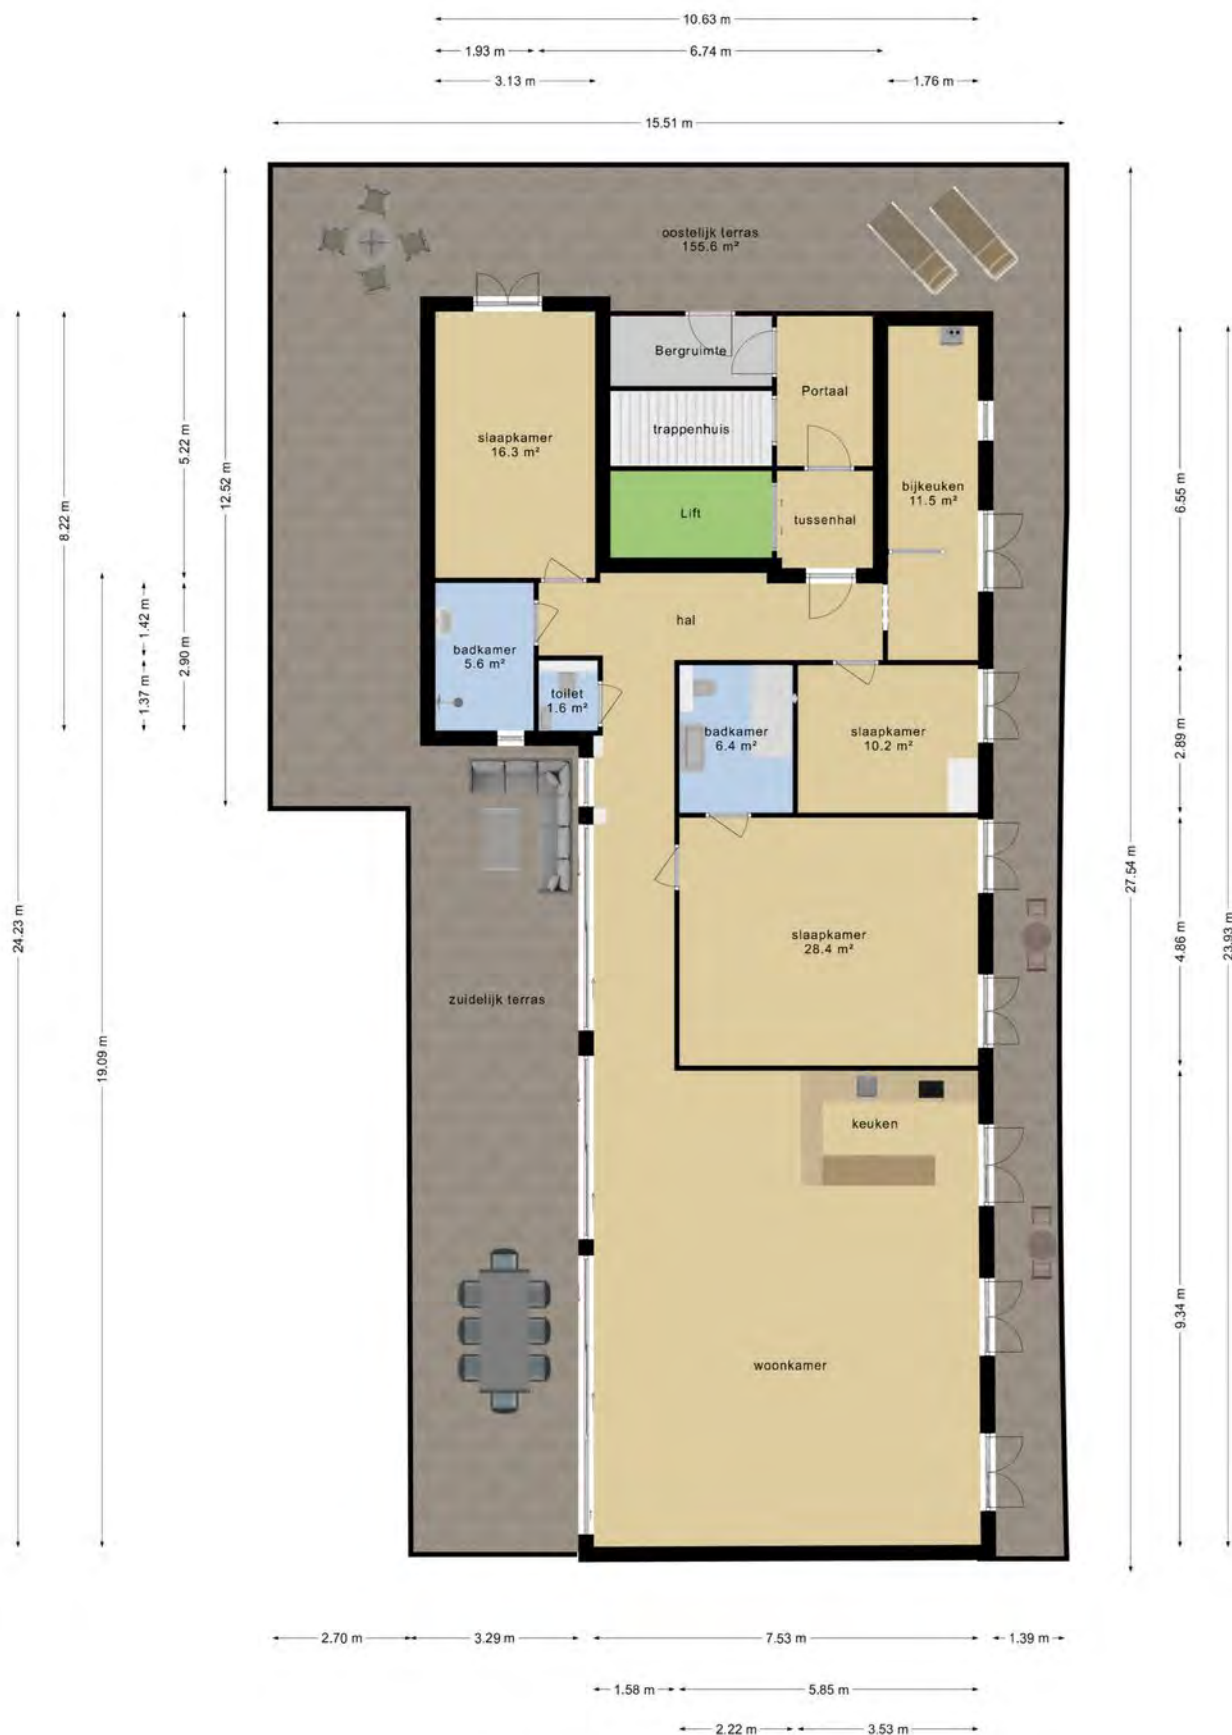 10.63 m
1.93 m
6.74 m
3.13 m
1.76 m
15.51 m
oostelijk terras
155.6 m²
Bergruimte
Portaal
slaapkamer
16.3 m²
trappenhuis
bijkeuken
11.5 m²
Lift
tussenhal
hal
badkamer
5.6 m²
toilet
1.6 m²
badkamer
6.4 m²
slaapkamer
10.2 m²
slaapkamer
28.4 m²
zuidelijk terras
keuken
woonkamer
24.23 m
8.22 m
19.09 m
1.42 m
1.37 m
5.22 m
2.90 m
12.52 m
27.54 m
6.55 m
2.89 m
4.86 m
9.34 m
23.93 m
2.70 m
3.29 m
7.53 m
1.39 m
1.58 m
5.85 m
2.22 m
3.53 m